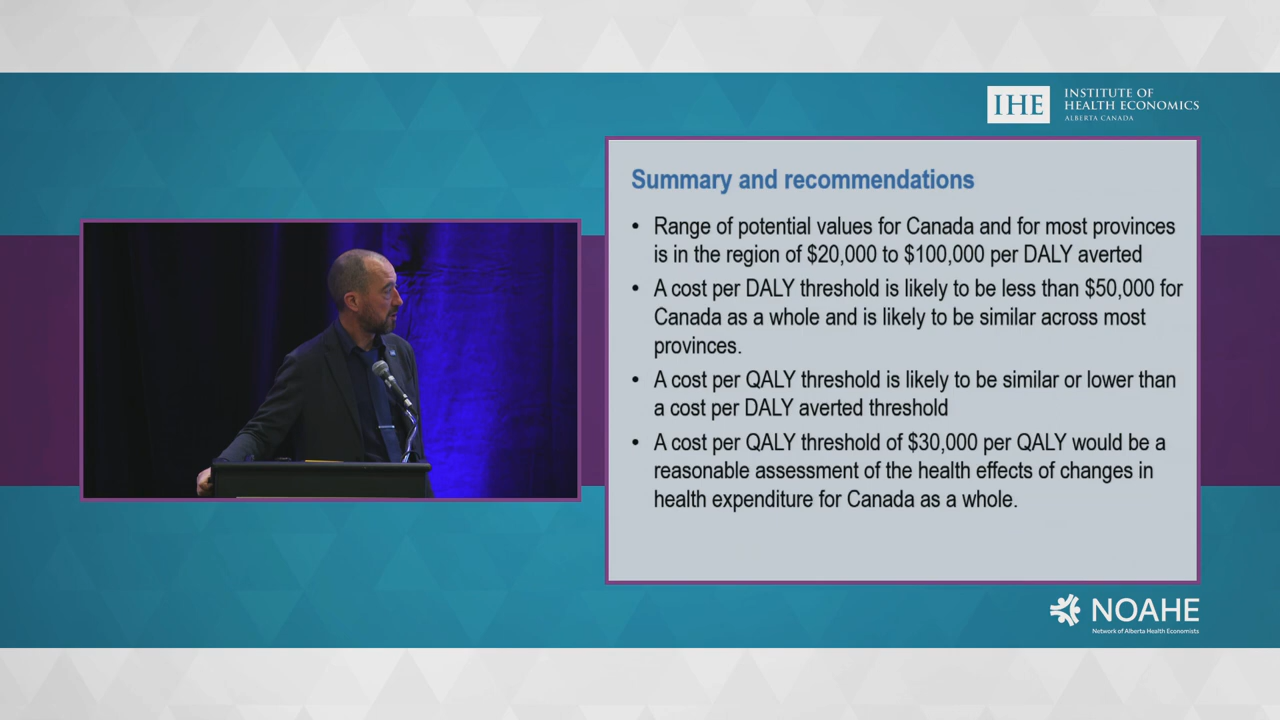 IHE
INSTITUTE OF
HEALTH ECONOMICS
ALBERTA CANADA
Summary and recommendations
• Range of potential values for Canada and for most provinces
is in the region of $20,000 to $100,000 per DALY averted
• A cost per DALY threshold is likely to be less than $50,000 for
Canada as a whole and is likely to be similar across most
provinces.
• A cost per QALY threshold is likely to be similar or lower than
a cost per DALY averted threshold
• A cost per QALY threshold of $30,000 per QALY would be a
reasonable assessment of the health effects of changes in
health expenditure for Canada as a whole.
NOAHE
Network of Alberta Health Economists